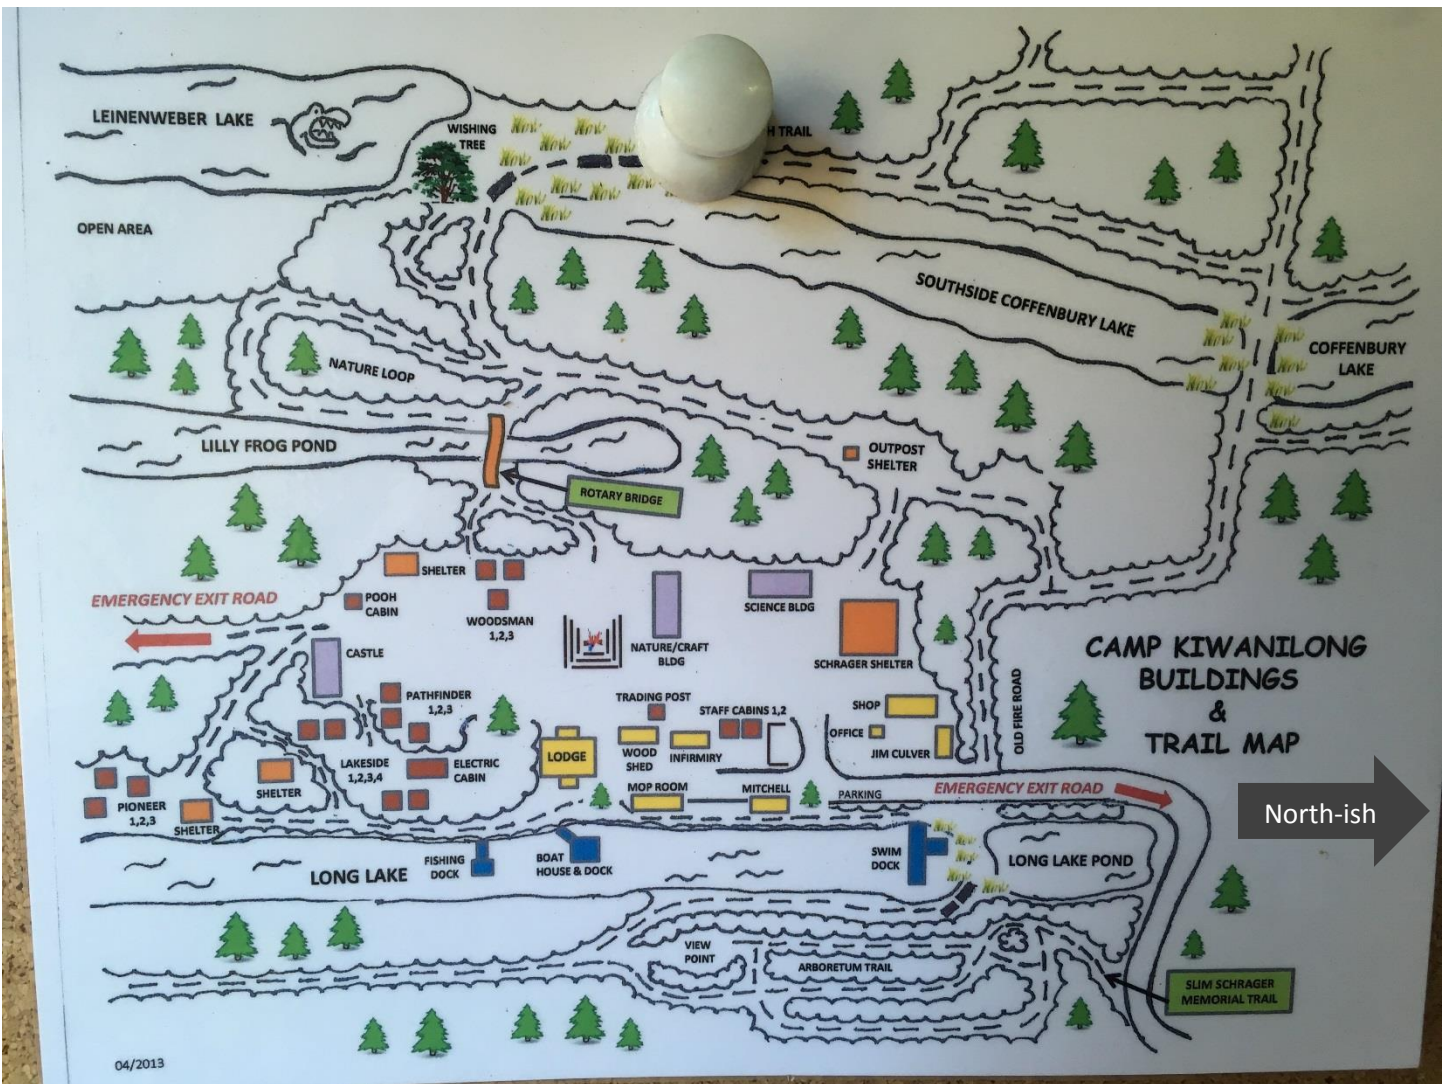 LEINENWEBER LAKE
WISHING
TREE
H TRAIL
OPEN AREA
SOUTHSIDE COFFENBURY LAKE
COFFENBURY
LAKE
NATURE LOOP
LILLY FROG POND
OUTPOST
SHELTER
ROTARY BRIDGE
EMERGENCY EXIT ROAD
SHELTER
POOH
CABIN
WOODSMAN
1,2,3
SCIENCE BLDG
NATURE/CRAFT
BLDG
SCHRAGER SHELTER
CASTLE
CAMP KIWANILONG
BUILDINGS
&
TRAIL MAP
PATHFINDER
1,2,3
TRADING POST
STAFF CABINS 1,2
SHOP
OFFICE
JIM CULVER
OLD FIRE ROAD
LODGE
WOOD
SHED
INFIRMIRY
LAKESIDE
1,2,3,4
ELECTRIC
CABIN
SHELTER
PIONEER
1,2,3
SHELTER
MOP ROOM
MITCHELL
PARKING
EMERGENCY EXIT ROAD
North-ish
LONG LAKE
FISHING
DOCK
BOAT
HOUSE & DOCK
SWIM
DOCK
LONG LAKE POND
VIEW
POINT
ARBORETUM TRAIL
SLIM SCHRAGER
MEMORIAL TRAIL
04/2013